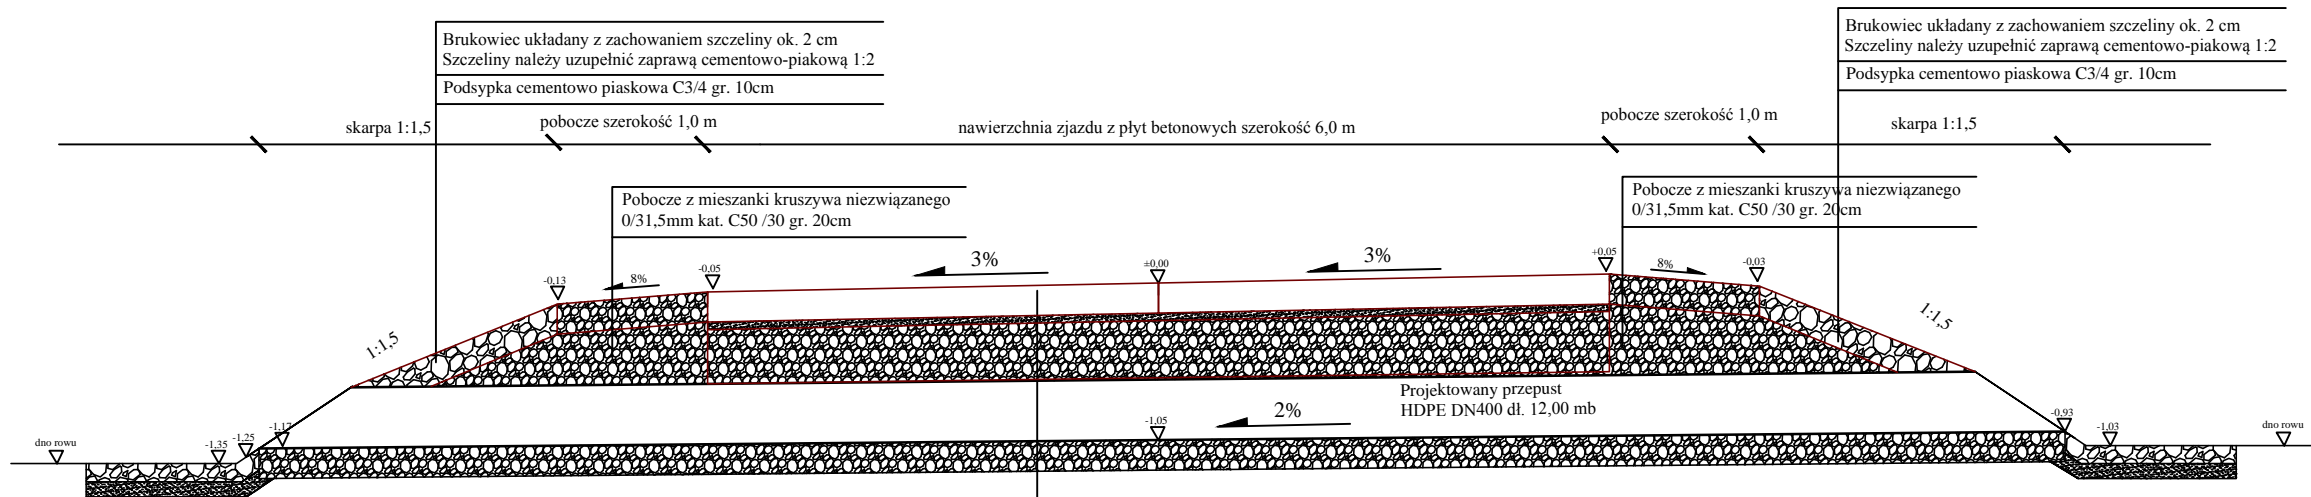 Brukowiec układany z zachowaniem szczeliny ok. 2 cm
Szczeliny należy uzupełnić zaprawą cementowo-piakową 1:2
Podsypka cementowo piaskowa C3/4 gr. 10cm
Brukowiec układany z zachowaniem szczeliny ok. 2 cm
Szczeliny należy uzupełnić zaprawą cementowo-piakową 1:2
Podsypka cementowo piaskowa C3/4 gr. 10cm
skarpa 1:1,5
pobocze szerokość 1,0 m
nawierzchnia zjazdu z płyt betonowych szerokość 6,0 m
pobocze szerokość 1,0 m
skarpa 1:1,5
Pobocze z mieszanki kruszywa niezwiązanego
0/31,5mm kat. C50 /30 gr. 20cm
Pobocze z mieszanki kruszywa niezwiązanego
0/31,5mm kat. C50 /30 gr. 20cm
-0,13
8%
-0,05
3%
±0,00
3%
+0,05
8%
-0,03
1:1,5
1:1,5
Projektowany przepust
HDPE DN400 dł. 12,00 mb
2%
dno rowu
-1,35
-1,25
-1,17
-1,05
-0,93
-1,03
dno rowu